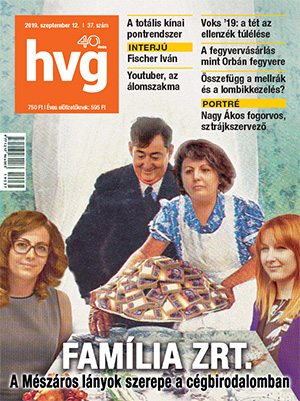 2019. szeptember 12. | 37. szám
40
hvg
750 Ft | Éves előfizetőknek: 595 Ft
A totális kínai
pontrendszer
INTERJÚ
Fischer Iván
Youtuber, az
álomszakma
Voks '19: a tét az
ellenzék túlélése
A fegyvervásárlás
mint Orbán fegyvere
Összefügg a mellrák
és a lombikkezelés?
PORTRÉ
Nagy Ákos fogorvos,
sztrájkszervező
FAMÍLIA ZRT.
A Mészáros lányok szerepe a cégbirodalomban